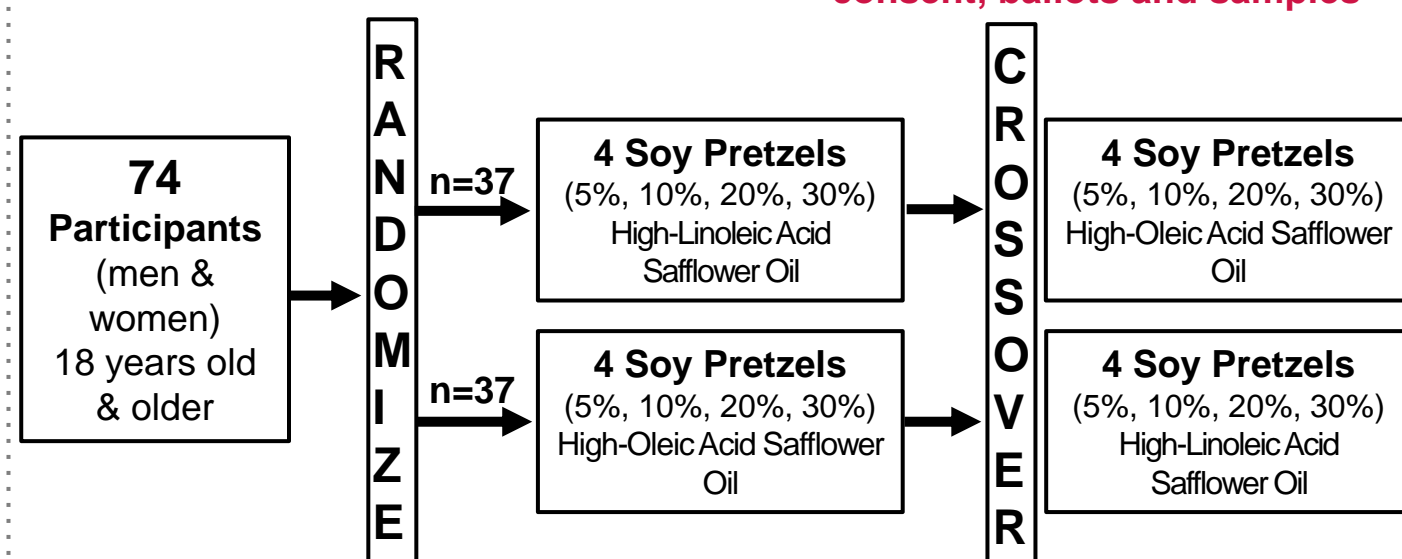 consent, ballots and samples
74
Participants
(men &
women)
18 years old
& older
RANDOMIZE
n=37
4 Soy Pretzels
(5%, 10%, 20%, 30%)
High-Linoleic Acid
Safflower Oil
n=37
4 Soy Pretzels
(5%, 10%, 20%, 30%)
High-Oleic Acid Safflower
Oil
CROSSOVER
4 Soy Pretzels
(5%, 10%, 20%, 30%)
High-Oleic Acid Safflower
Oil
4 Soy Pretzels
(5%, 10%, 20%, 30%)
High-Linoleic Acid
Safflower Oil